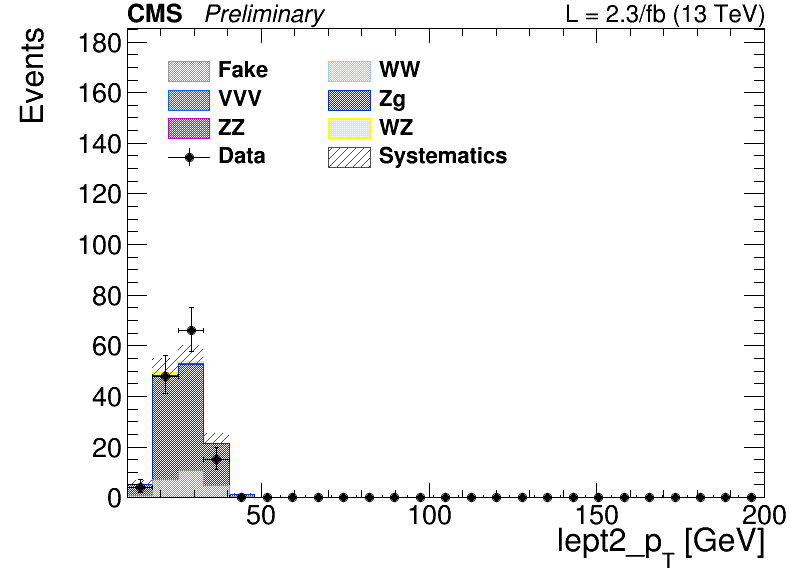 CMS Preliminary L = 2.3/fb (13 TeV)
Events
180
160
140
120
100
80
60
40
20
0
Fake WW
VVV Zg
ZZ WZ
Data Systematics
50 100 150 200
lept2_p_T [GeV]